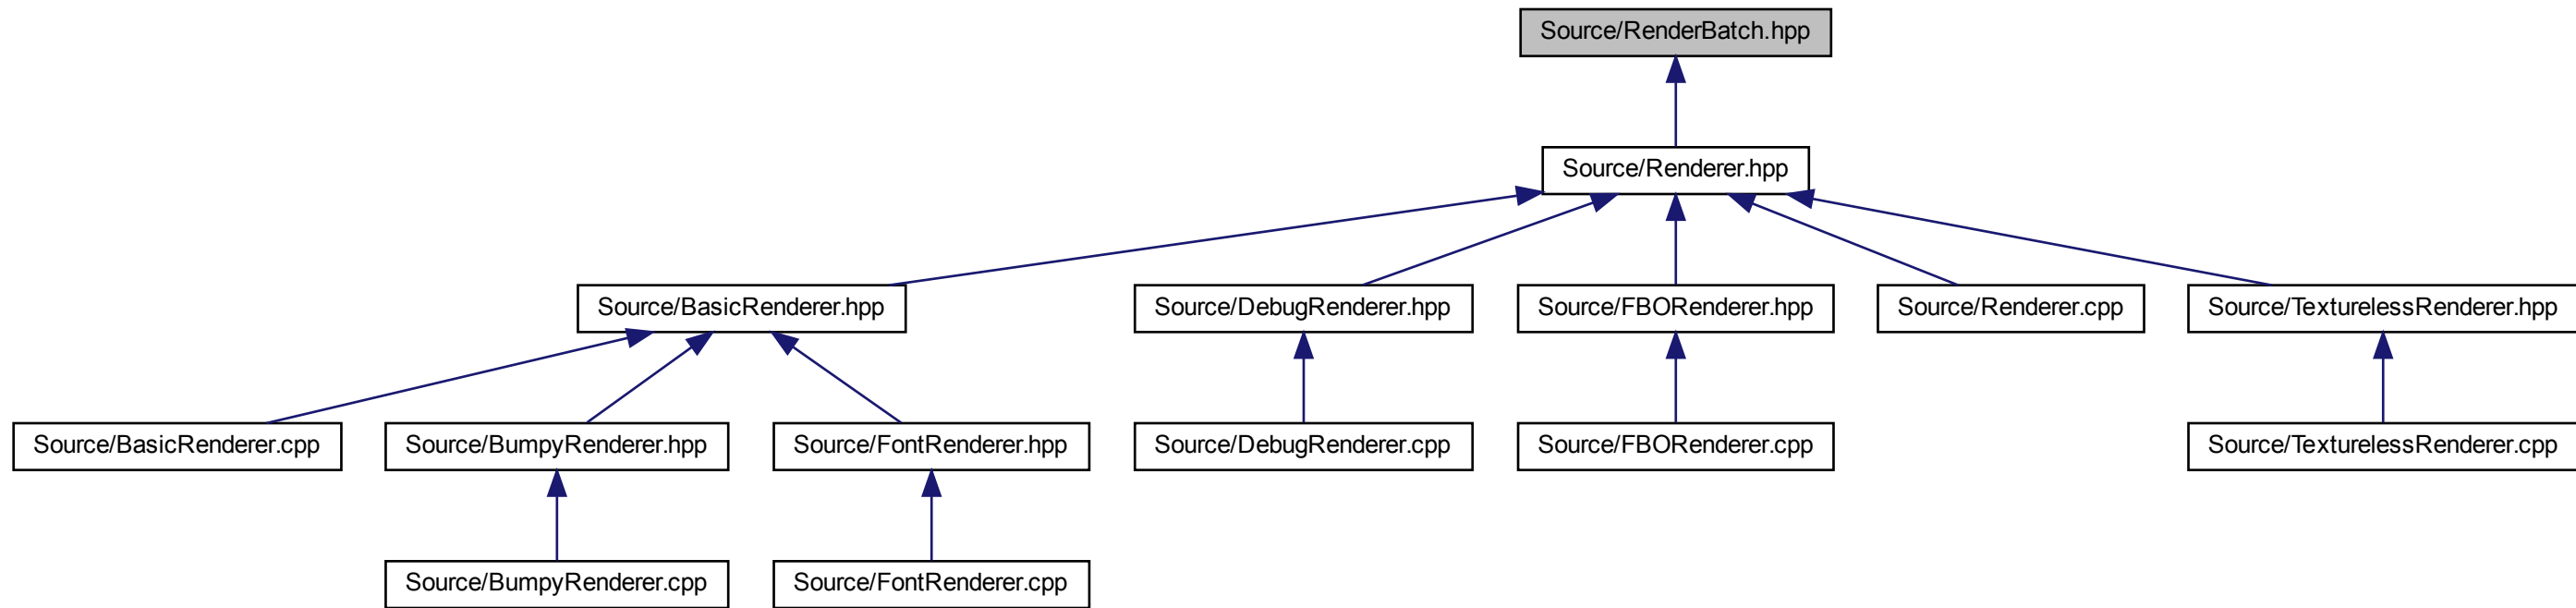 Source/RenderBatch.hpp
Source/Renderer.hpp
Source/BasicRenderer.hpp
Source/DebugRenderer.hpp
Source/FBORenderer.hpp
Source/Renderer.cpp
Source/TexturelessRenderer.hpp
Source/BasicRenderer.cpp
Source/BumpyRenderer.hpp
Source/FontRenderer.hpp
Source/DebugRenderer.cpp
Source/FBORenderer.cpp
Source/TexturelessRenderer.cpp
Source/BumpyRenderer.cpp
Source/FontRenderer.cpp